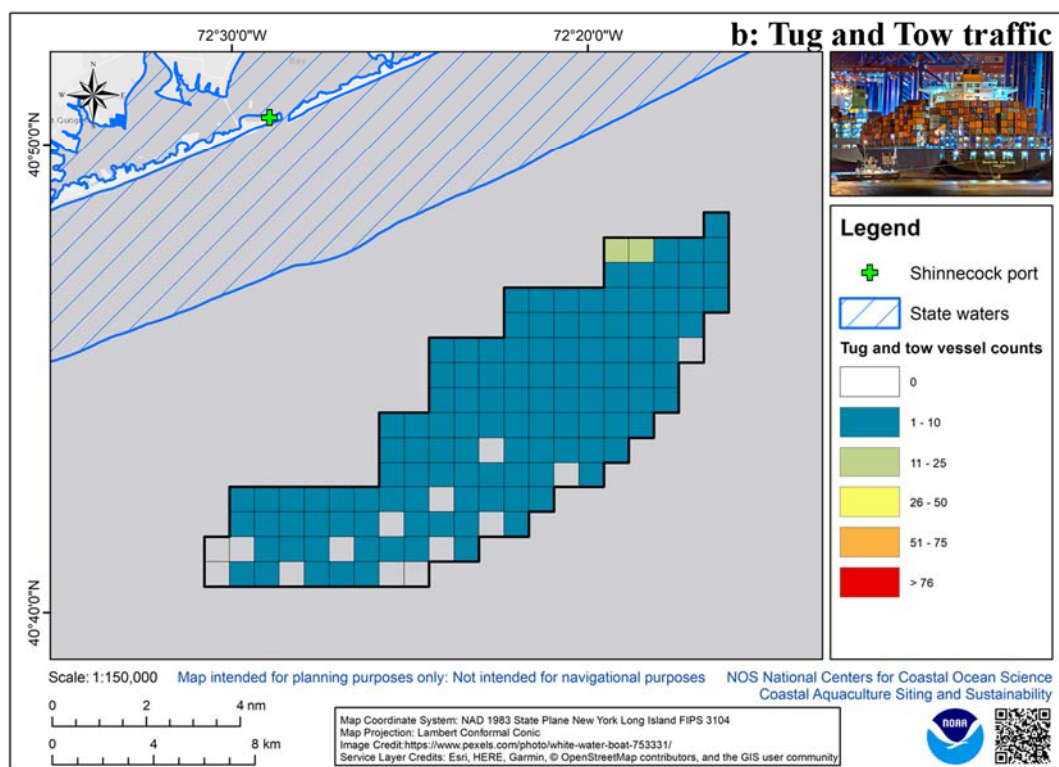 b: Tug and Tow traffic
72°30'0"W
72°20'0"W
40°50'0"N
40°40'0"N
N
W
E
S
Bay
Quogue
Legend
Shinnecock port
State waters
Tug and tow vessel counts
0
1 - 10
11 - 25
26 - 50
51 - 75
> 76
Scale: 1:150,000
Map intended for planning purposes only: Not intended for navigational purposes
NOS National Centers for Coastal Ocean Science
Coastal Aquaculture Siting and Sustainability
0 2 4 nm
0 4 8 km
Map Coordinate System: NAD 1983 State Plane New York Long Island FIPS 3104
Map Projection: Lambert Conformal Conic
Image Credit:https://www.pexels.com/photo/white-water-boat-753331/
Service Layer Credits: Esri, HERE, Garmin, © OpenStreetMap contributors, and the GIS user community
NOAA